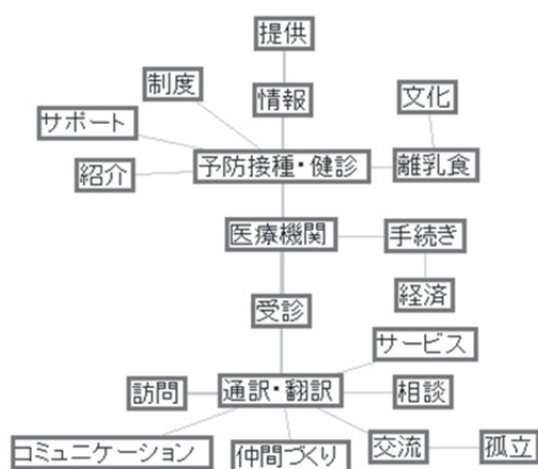 提供
制度
情報
文化
サポート
紹介
予防接種・健診
離乳食
医療機関
手続き
経済
受診
サービス
訪問
通訳・翻訳
相談
コミュニケーション
仲間づくり
交流
孤立